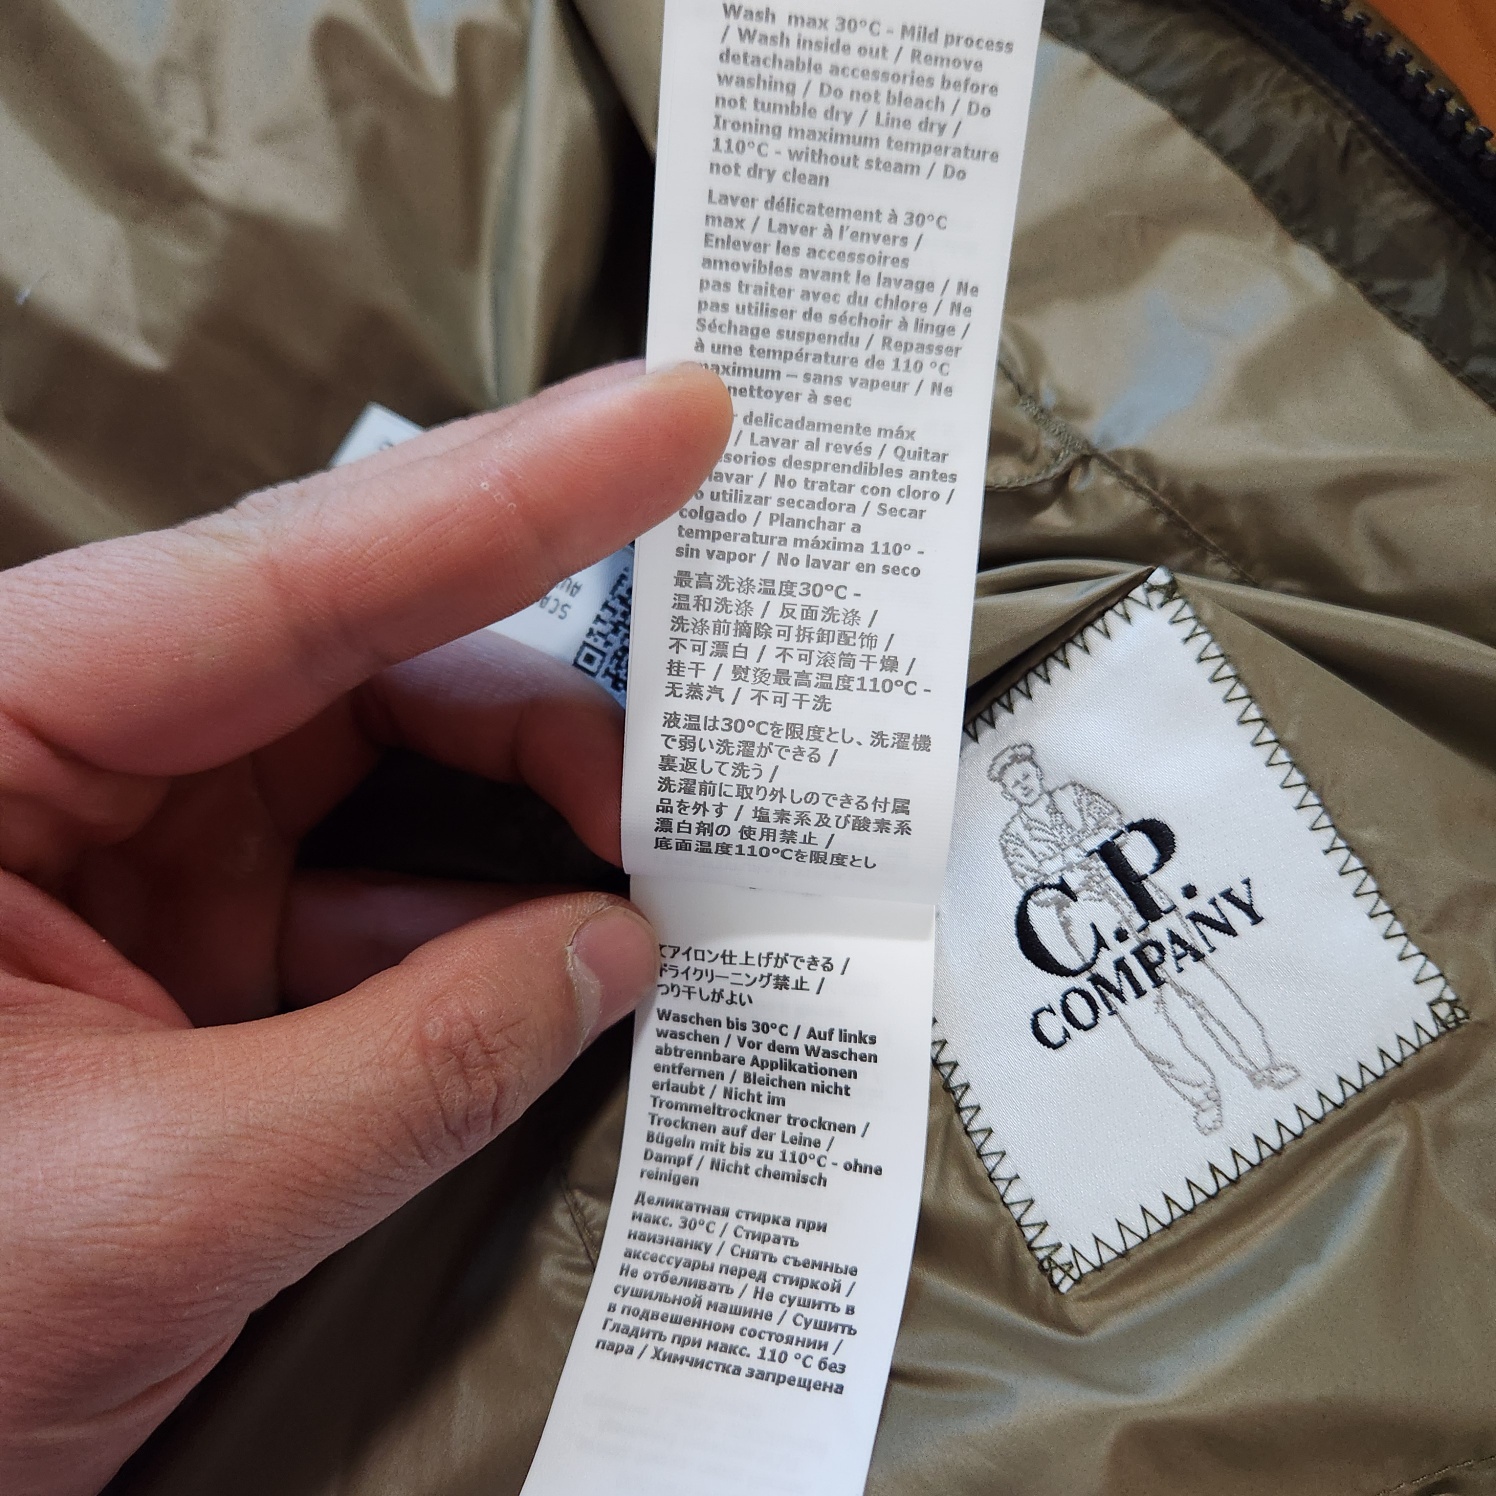 Wash max 30°C - Mild process
/ Wash inside out / Remove
detachable accessories before
washing / Do not bleach / Do
not tumble dry / Line dry /
Ironing maximum temperature
110°C - without steam / Do
not dry clean
Laver délicatement à 30°C
max / Laver à l'envers /
Enlever les accessoires
amovibles avant le lavage / Ne
pas traiter avec du chlore / Ne
pas utiliser de séchoir à linge /
Séchage suspendu / Repasser
à une température de 110 °C
maximum – sans vapeur / Ne
nettoyer à sec
delicadamente máx
/ Lavar al revés / Quitar
desprendibles antes
lavar / No tratar con cloro /
utilizar secadora / Secar
colgado / Planchar a
temperatura máxima 110° -
sin vapor / No lavar en seco
最高洗涤温度30°C -
温和洗涤 / 反面洗涤 /
洗涤前摘除可拆卸配饰 /
不可漂白 / 不可滚筒干燥 /
挂干 / 熨烫最高温度110°C -
无蒸汽 / 不可干洗
液温は30°Cを限度とし、洗濯機
で弱い洗濯ができる /
裏返して洗う /
洗濯前に取り外しのできる付属
品を外す / 塩素系及び酸素系
漂白剤の 使用禁止 /
底面温度110°Cを限度とし
てアイロン仕上げができる /
ドライクリーニング禁止 /
つり干しがよい
Waschen bis 30°C / Auf links
waschen / Vor dem Waschen
abtrennbare Applikationen
entfernen / Bleichen nicht
erlaubt / Nicht im
Trommeltrockner trocknen /
Trocknen auf der Leine /
Bügeln mit bis zu 110°C - ohne
Dampf / Nicht chemisch
reinigen
Деликатная стирка при
макс. 30°C / Стирать
наизнанку / Снять съемные
аксессуары перед стиркой /
Не отбеливать / Не сушить в
сушильной машине / Сушить
в подвешенном состоянии /
Гладить при макс. 110 °C без
пара / Химчистка запрещена
C.P.
COMPANY